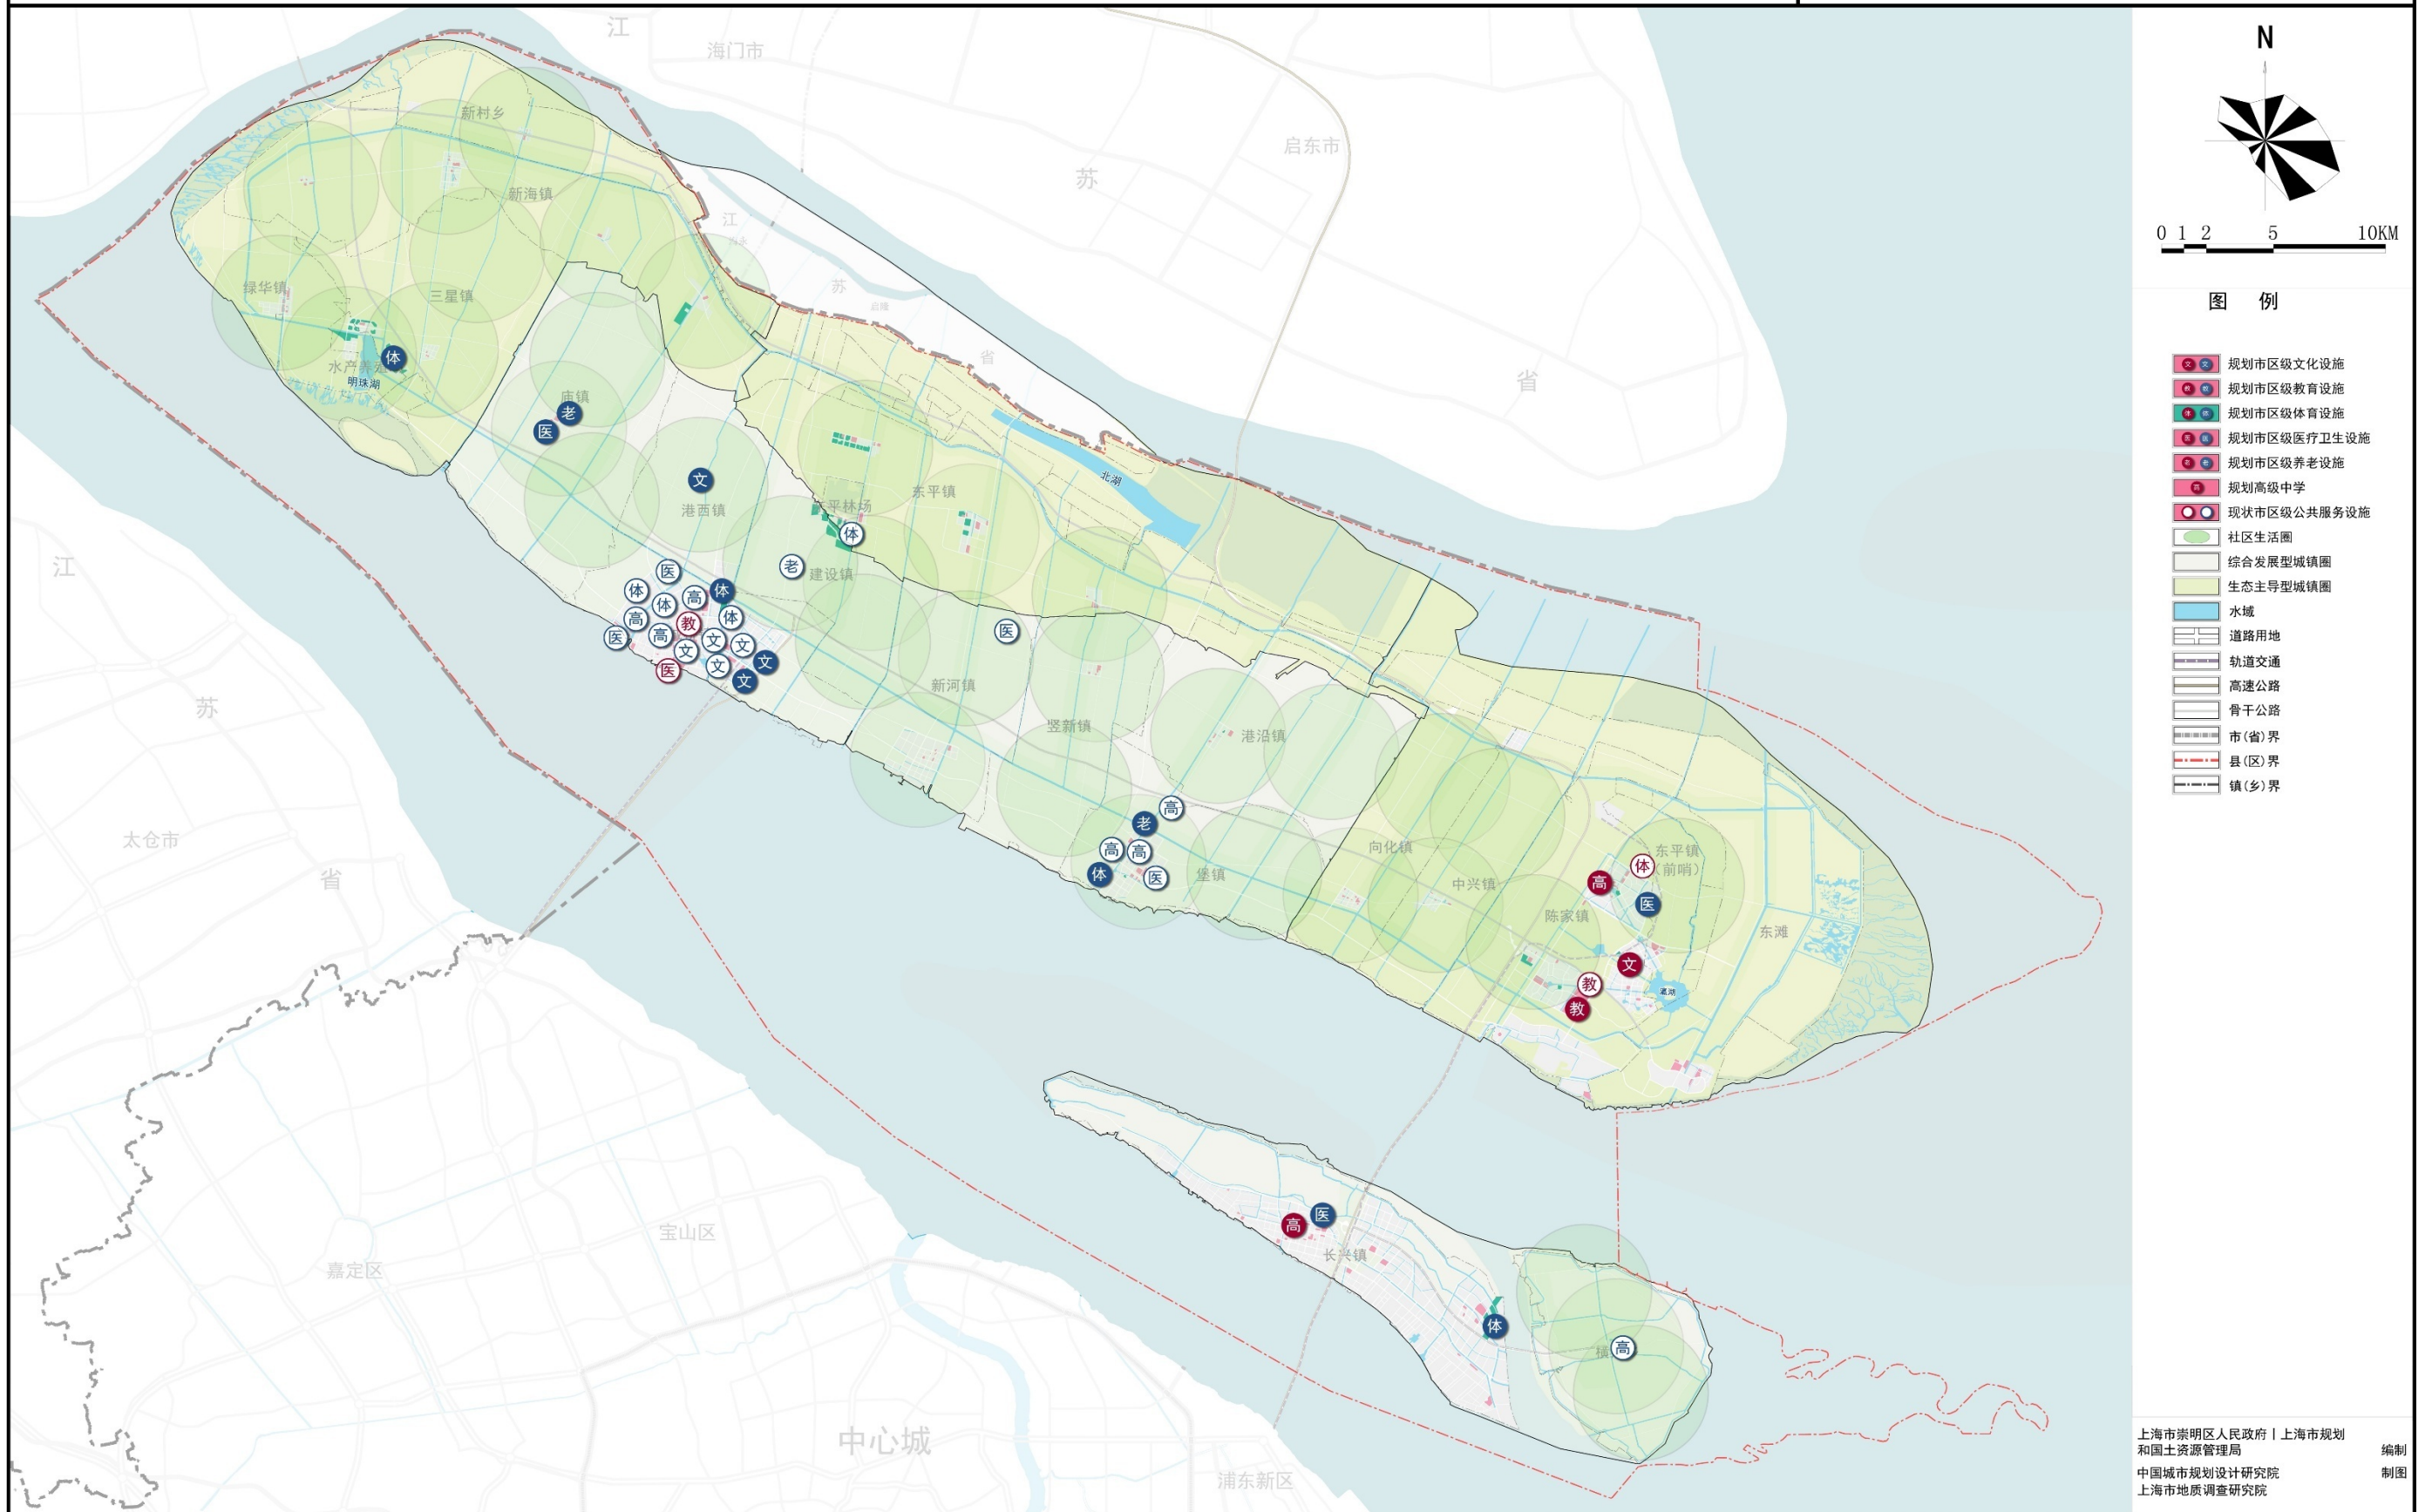 江
海门市
启东市
苏
省
江
海永
苏
启隆
省
新村乡
新海镇
绿华镇
三星镇
水产养殖
明珠湖
体
庙镇
老
医
文
港西镇
东平林场
体
东平镇
北湖
老
建设镇
医
体
体
高
体
高
体
医
高
教
文
文
文
文
文
文
医
医
新河镇
竖新镇
港沿镇
高
老
高
高
体
医
堡镇
向化镇
中兴镇
东平镇
(前哨)
体
高
医
陈家镇
东滩
文
教
教
江
苏
太仓市
省
高
医
长兴镇
体
横
高
宝山区
嘉定区
中心城
浦东新区
N
0 1 2 5 10KM
图 例
文 文 规划市区级文化设施
教 教 规划市区级教育设施
体 体 规划市区级体育设施
医 医 规划市区级医疗卫生设施
老 老 规划市区级养老设施
高 规划高级中学
现状市区级公共服务设施
社区生活圈
综合发展型城镇圈
生态主导型城镇圈
水域
道路用地
轨道交通
高速公路
骨干公路
市(省)界
县(区)界
镇(乡)界
上海市崇明区人民政府 | 上海市规划
和国土资源管理局 编制
中国城市规划设计研究院 制图
上海市地质调查研究院